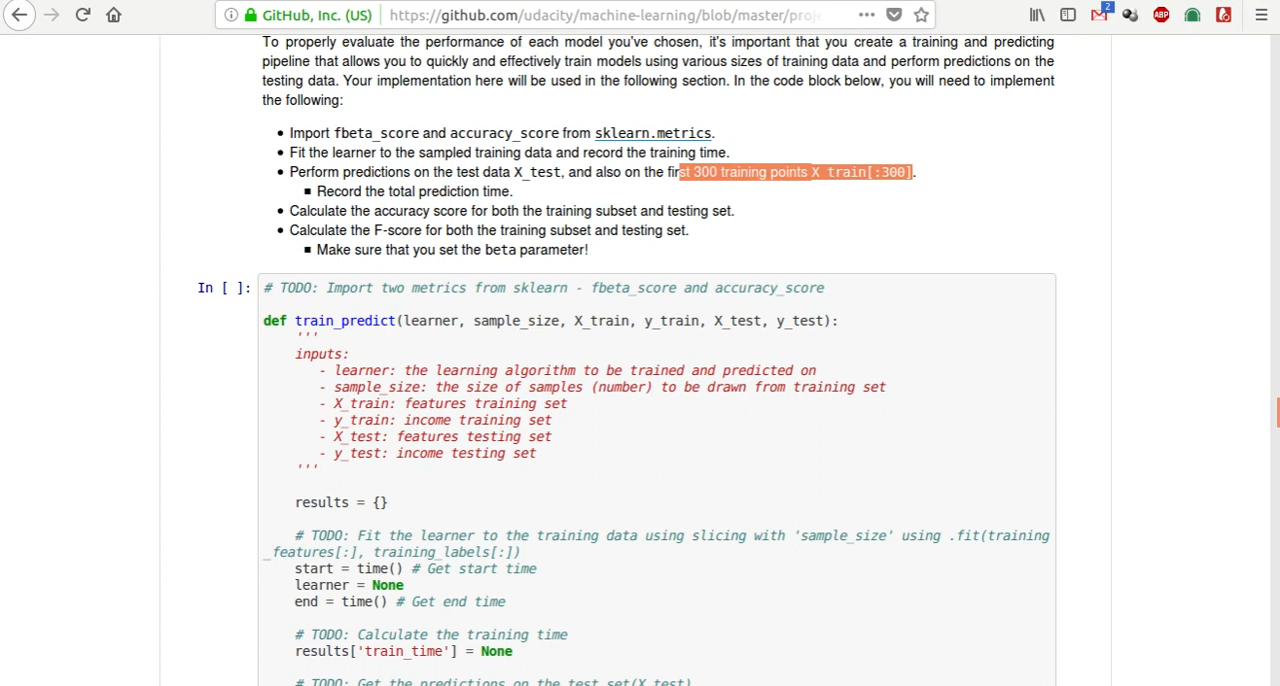 GitHub, Inc. (US) https://github.com/udacity/machine-learning/blob/master/proje
2
ABP
To properly evaluate the performance of each model you've chosen, it's important that you create a training and predicting
pipeline that allows you to quickly and effectively train models using various sizes of training data and perform predictions on the
testing data. Your implementation here will be used in the following section. In the code block below, you will need to implement
the following:
• Import fbeta_score and accuracy_score from sklearn.metrics.
• Fit the learner to the sampled training data and record the training time.
• Perform predictions on the test data X_test, and also on the first 300 training points X_train[:300].
▪ Record the total prediction time.
• Calculate the accuracy score for both the training subset and testing set.
• Calculate the F-score for both the training subset and testing set.
▪ Make sure that you set the beta parameter!
In [ ]: # TODO: Import two metrics from sklearn - fbeta_score and accuracy_score
def train_predict(learner, sample_size, X_train, y_train, X_test, y_test):
'''
inputs:
- learner: the learning algorithm to be trained and predicted on
- sample_size: the size of samples (number) to be drawn from training set
- X_train: features training set
- y_train: income training set
- X_test: features testing set
- y_test: income testing set
'''
results = {}
# TODO: Fit the learner to the training data using slicing with 'sample_size' using .fit(training
_features[:], training_labels[:])
start = time() # Get start time
learner = None
end = time() # Get end time
# TODO: Calculate the training time
results['train_time'] = None
# TODO: Get the predictions on the test set(X_test),